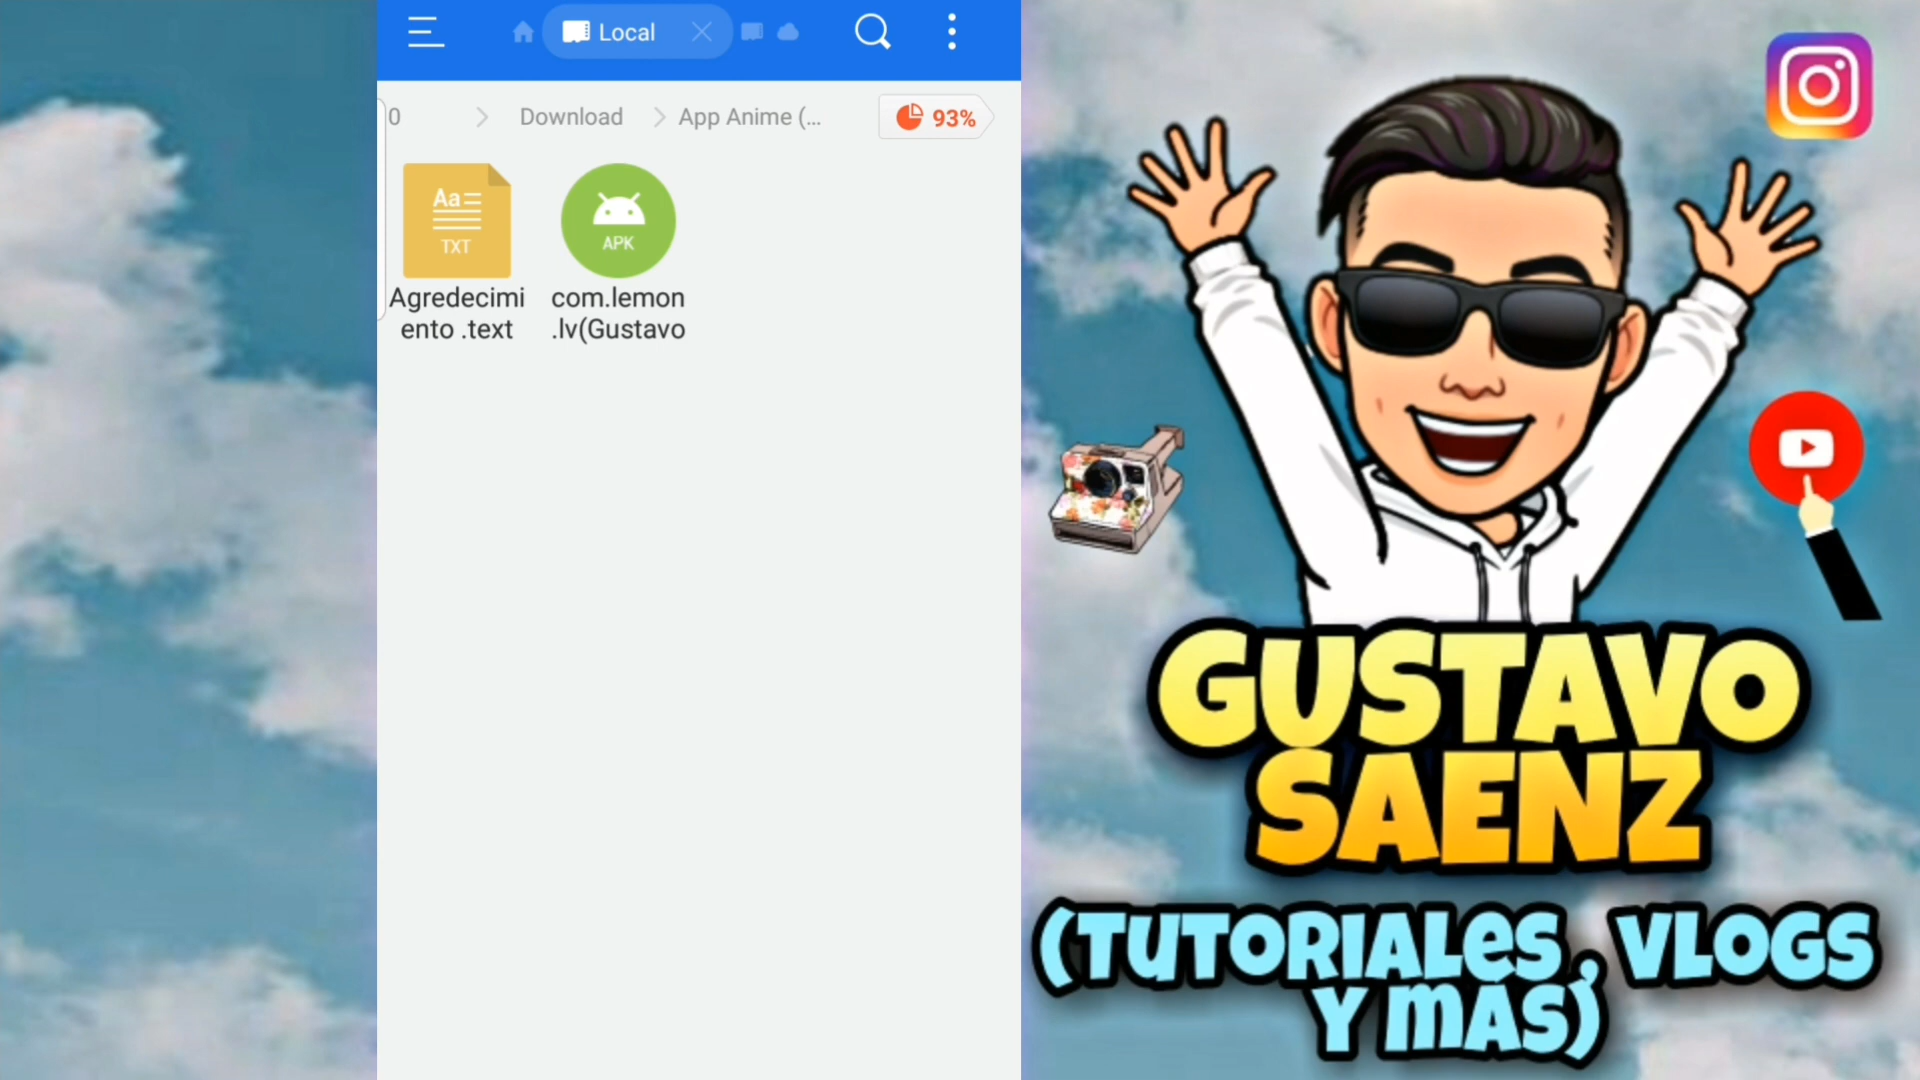 Local
0
Download
App Anime (...
93%
Aa
TXT
APK
Agredecimi
ento .text
com.lemon
.lv(Gustavo
GUSTAVO
SAENZ
(TUTORIALes, VLOGS
Y mÁS)